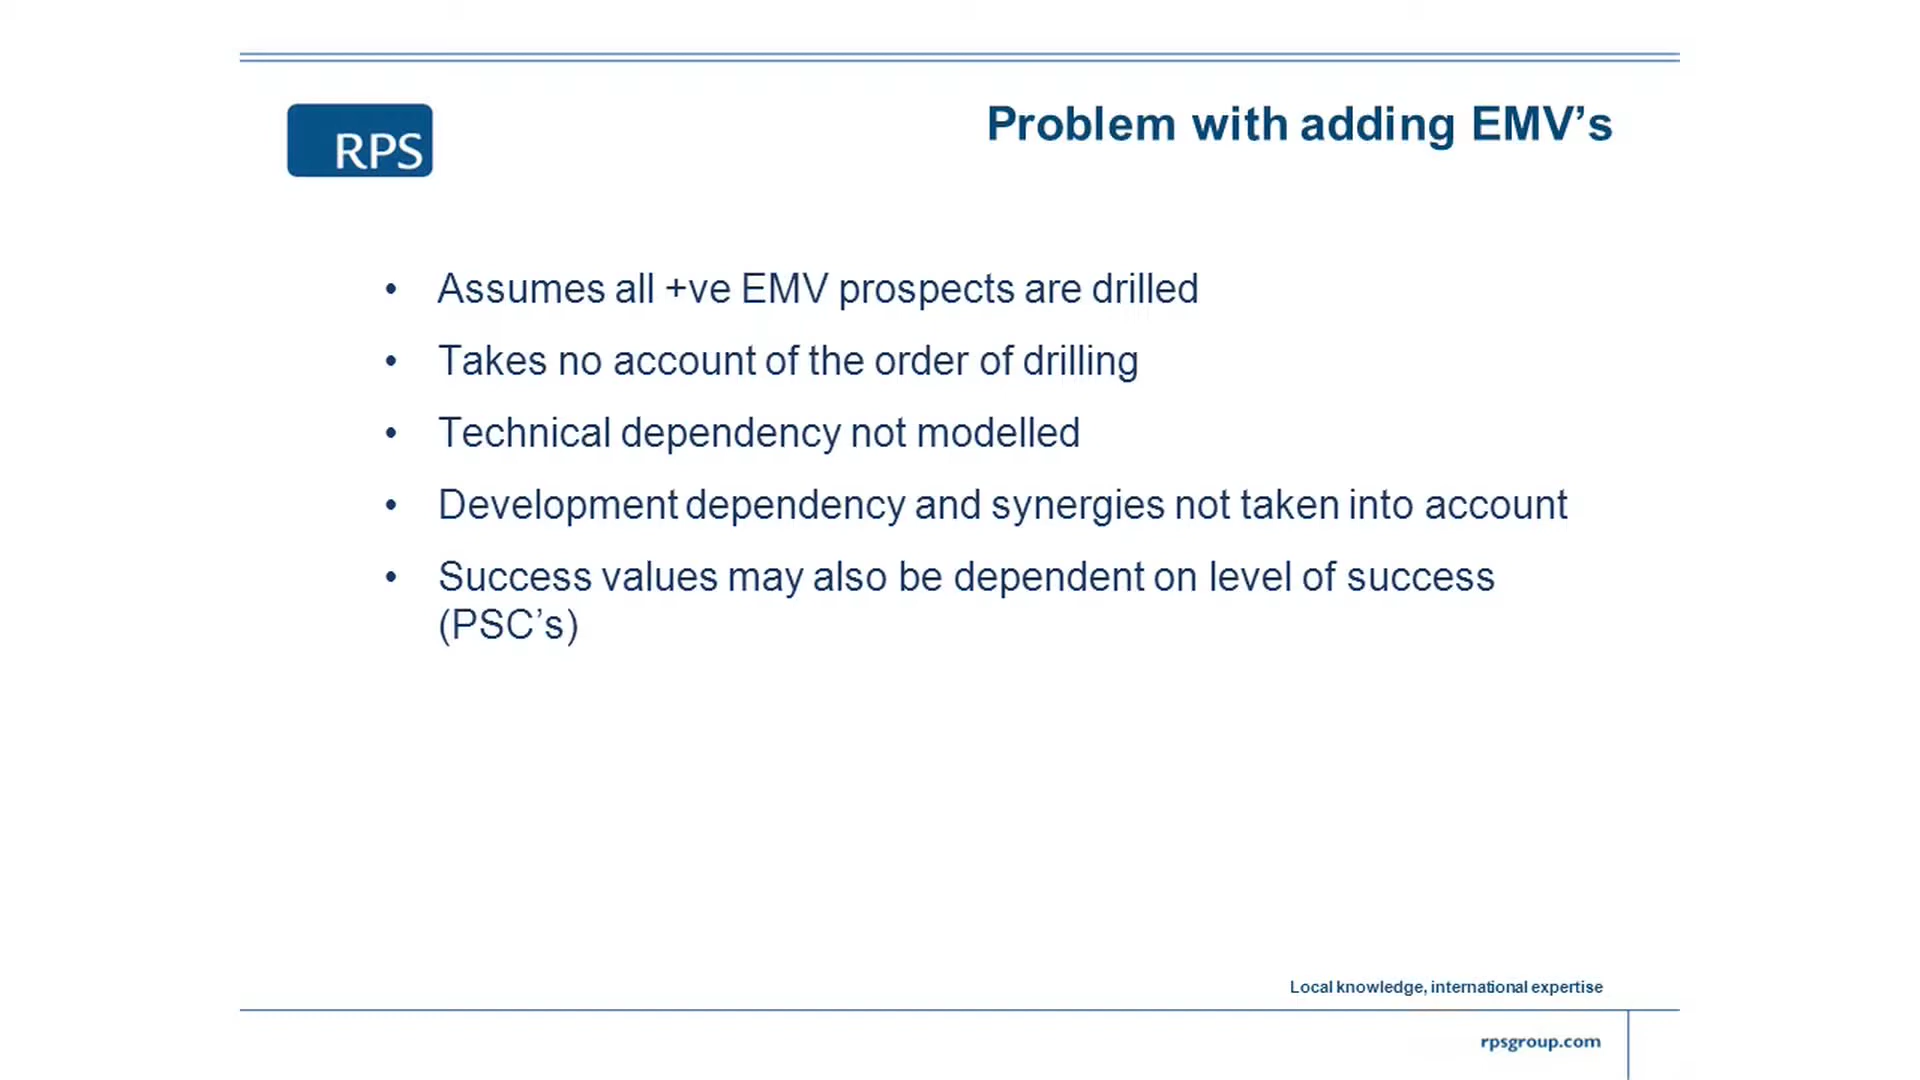 RPS
Problem with adding EMV’s
• Assumes all +ve EMV prospects are drilled
• Takes no account of the order of drilling
• Technical dependency not modelled
• Development dependency and synergies not taken into account
• Success values may also be dependent on level of success
(PSC’s)
Local knowledge, international expertise
rpsgroup.com